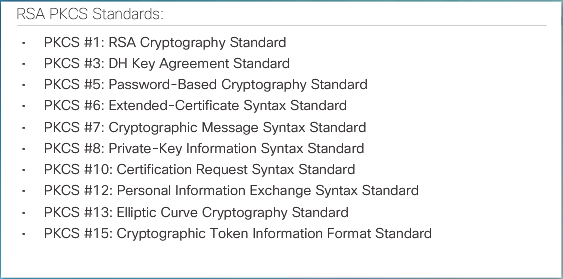 RSA PKCS Standards:
• PKCS #1: RSA Cryptography Standard
• PKCS #3: DH Key Agreement Standard
• PKCS #5: Password-Based Cryptography Standard
• PKCS #6: Extended-Certificate Syntax Standard
• PKCS #7: Cryptographic Message Syntax Standard
• PKCS #8: Private-Key Information Syntax Standard
• PKCS #10: Certification Request Syntax Standard
• PKCS #12: Personal Information Exchange Syntax Standard
• PKCS #13: Elliptic Curve Cryptography Standard
• PKCS #15: Cryptographic Token Information Format Standard